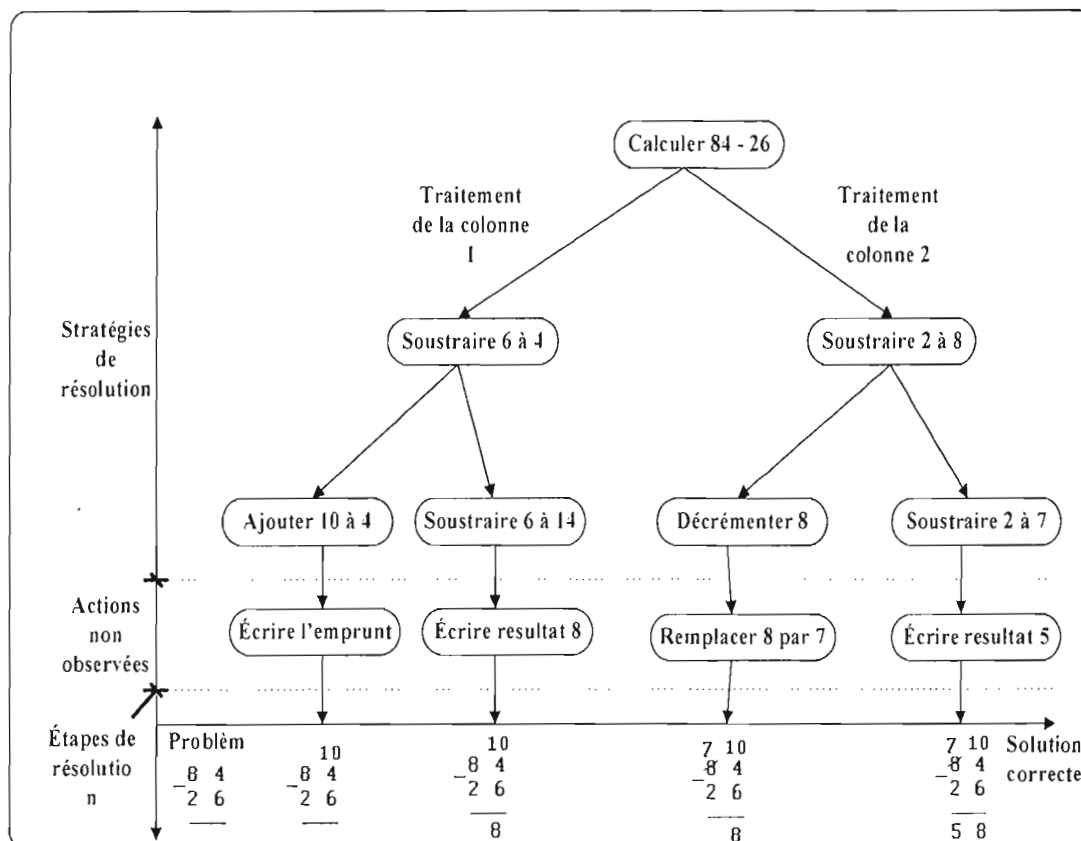 Calculer 84 - 26
Traitement
de la colonne
1
Traitement
de la
colonne 2
Stratégies
de
résolution
Soustraire 6 à 4
Soustraire 2 à 8
Ajouter 10 à 4
Soustraire 6 à 14
Décrémenter 8
Soustraire 2 à 7
Actions
non
observées
Écrire l'emprunt
Écrire resultat 8
Remplacer 8 par 7
Écrire resultat 5
Étapes de
résolutio
n
Problèm
8 4
- 2 6
10
8 4
- 2 6
10
8 4
- 2 6
8
7 10
8 4
- 2 6
8
7 10
8 4
- 2 6
5 8
Solution
correcte